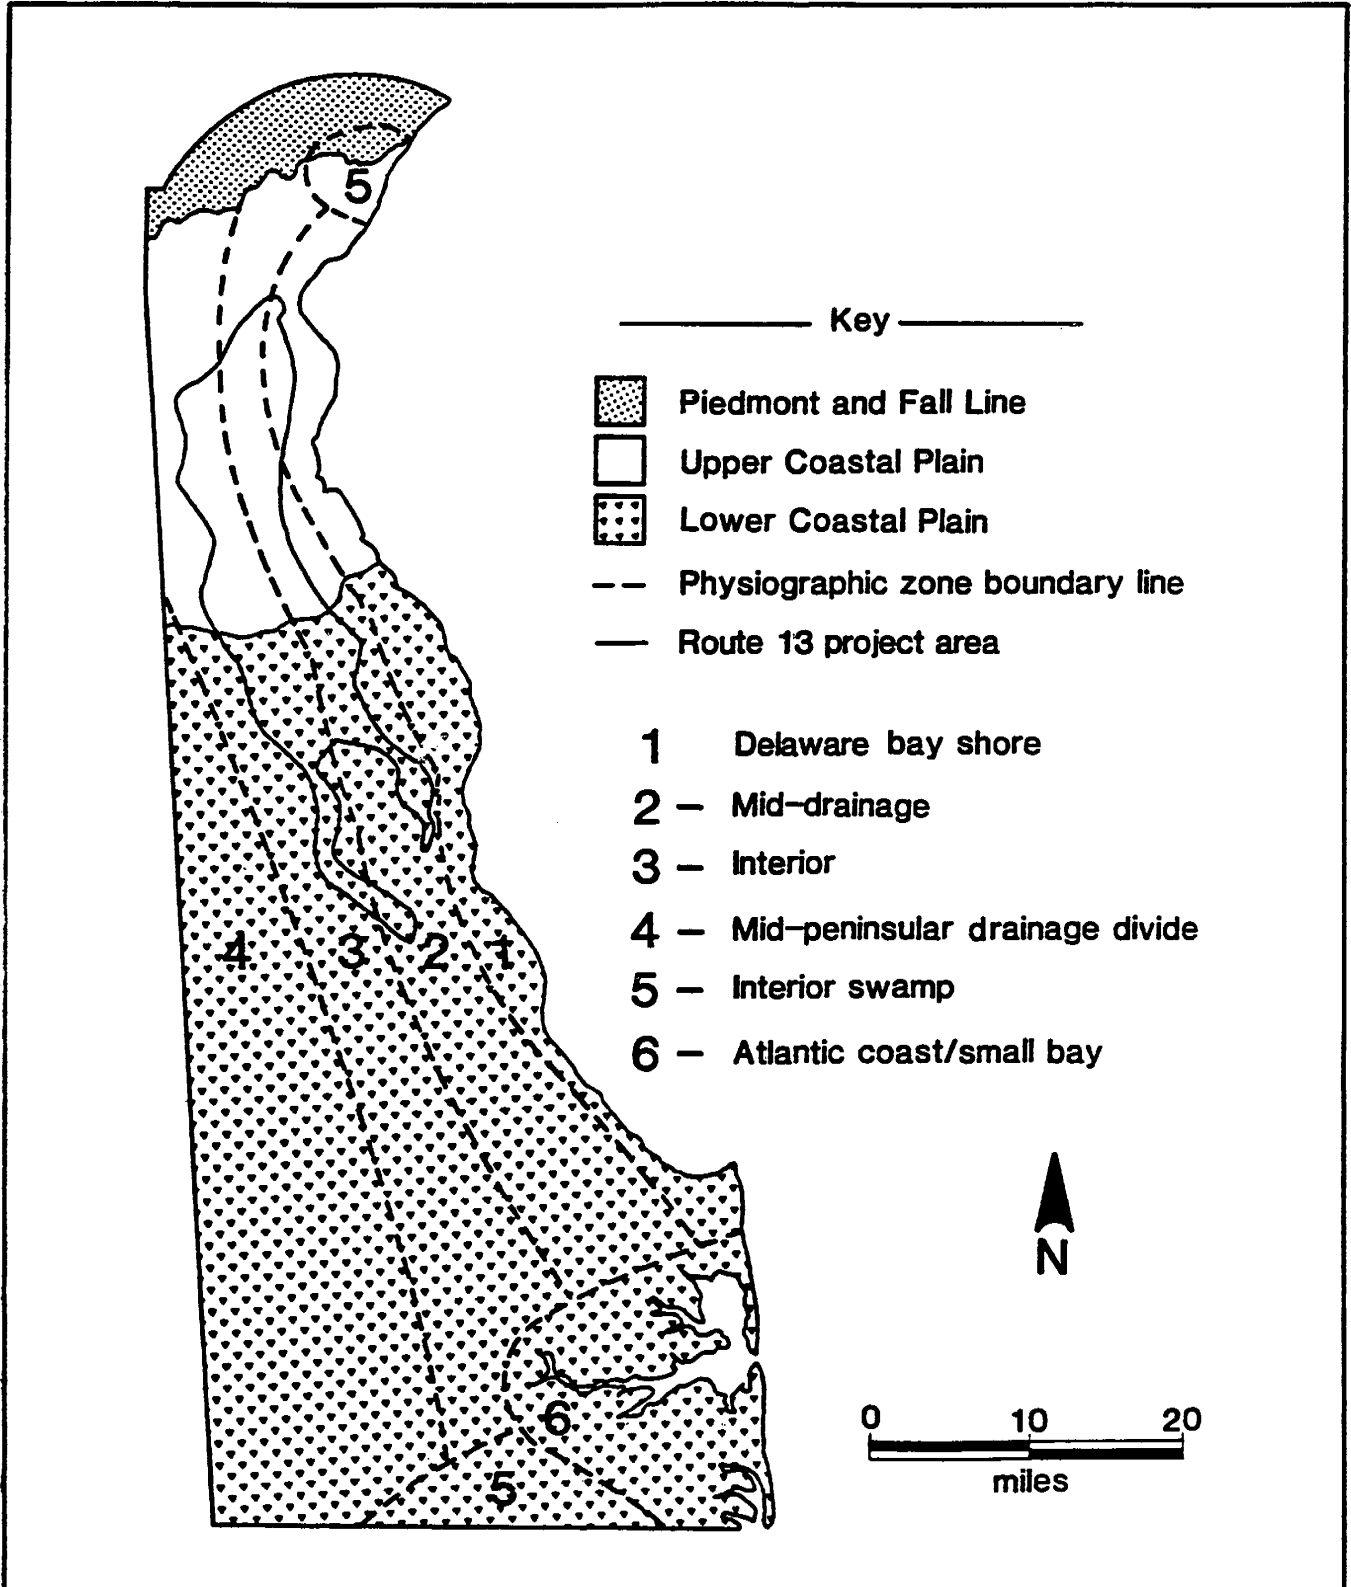 5
Key
Piedmont and Fall Line
Upper Coastal Plain
Lower Coastal Plain
Physiographic zone boundary line
Route 13 project area
1 Delaware bay shore
2 – Mid-drainage
3 – Interior
4 – Mid-peninsular drainage divide
5 – Interior swamp
6 – Atlantic coast/small bay
4 3 2 1
N
0 10 20
miles
6
5